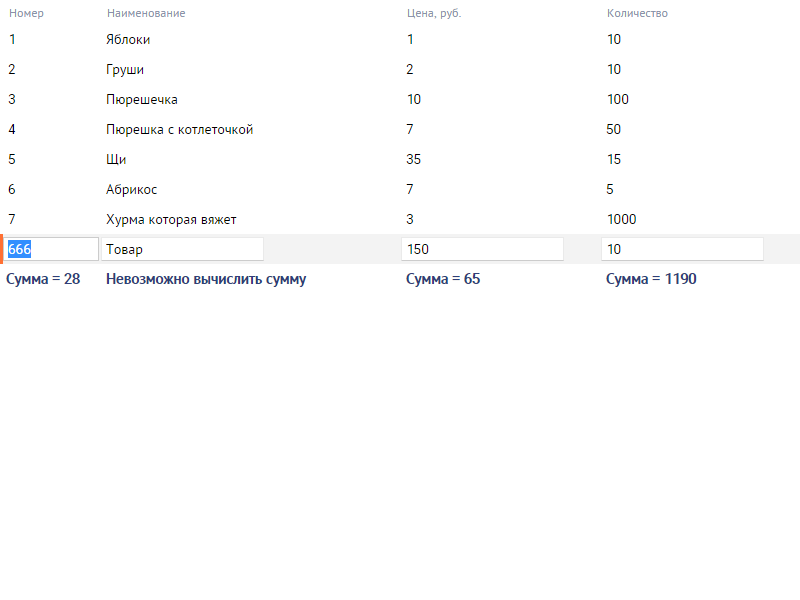 Номер Наименование Цена, руб. Количество
1 Яблоки 1 10
2 Груши 2 10
3 Пюрешечка 10 100
4 Пюрешка с котлеточкой 7 50
5 Щи 35 15
6 Абрикос 7 5
7 Хурма которая вяжет 3 1000
666 Товар 150 10
Сумма = 28 Невозможно вычислить сумму Сумма = 65 Сумма = 1190